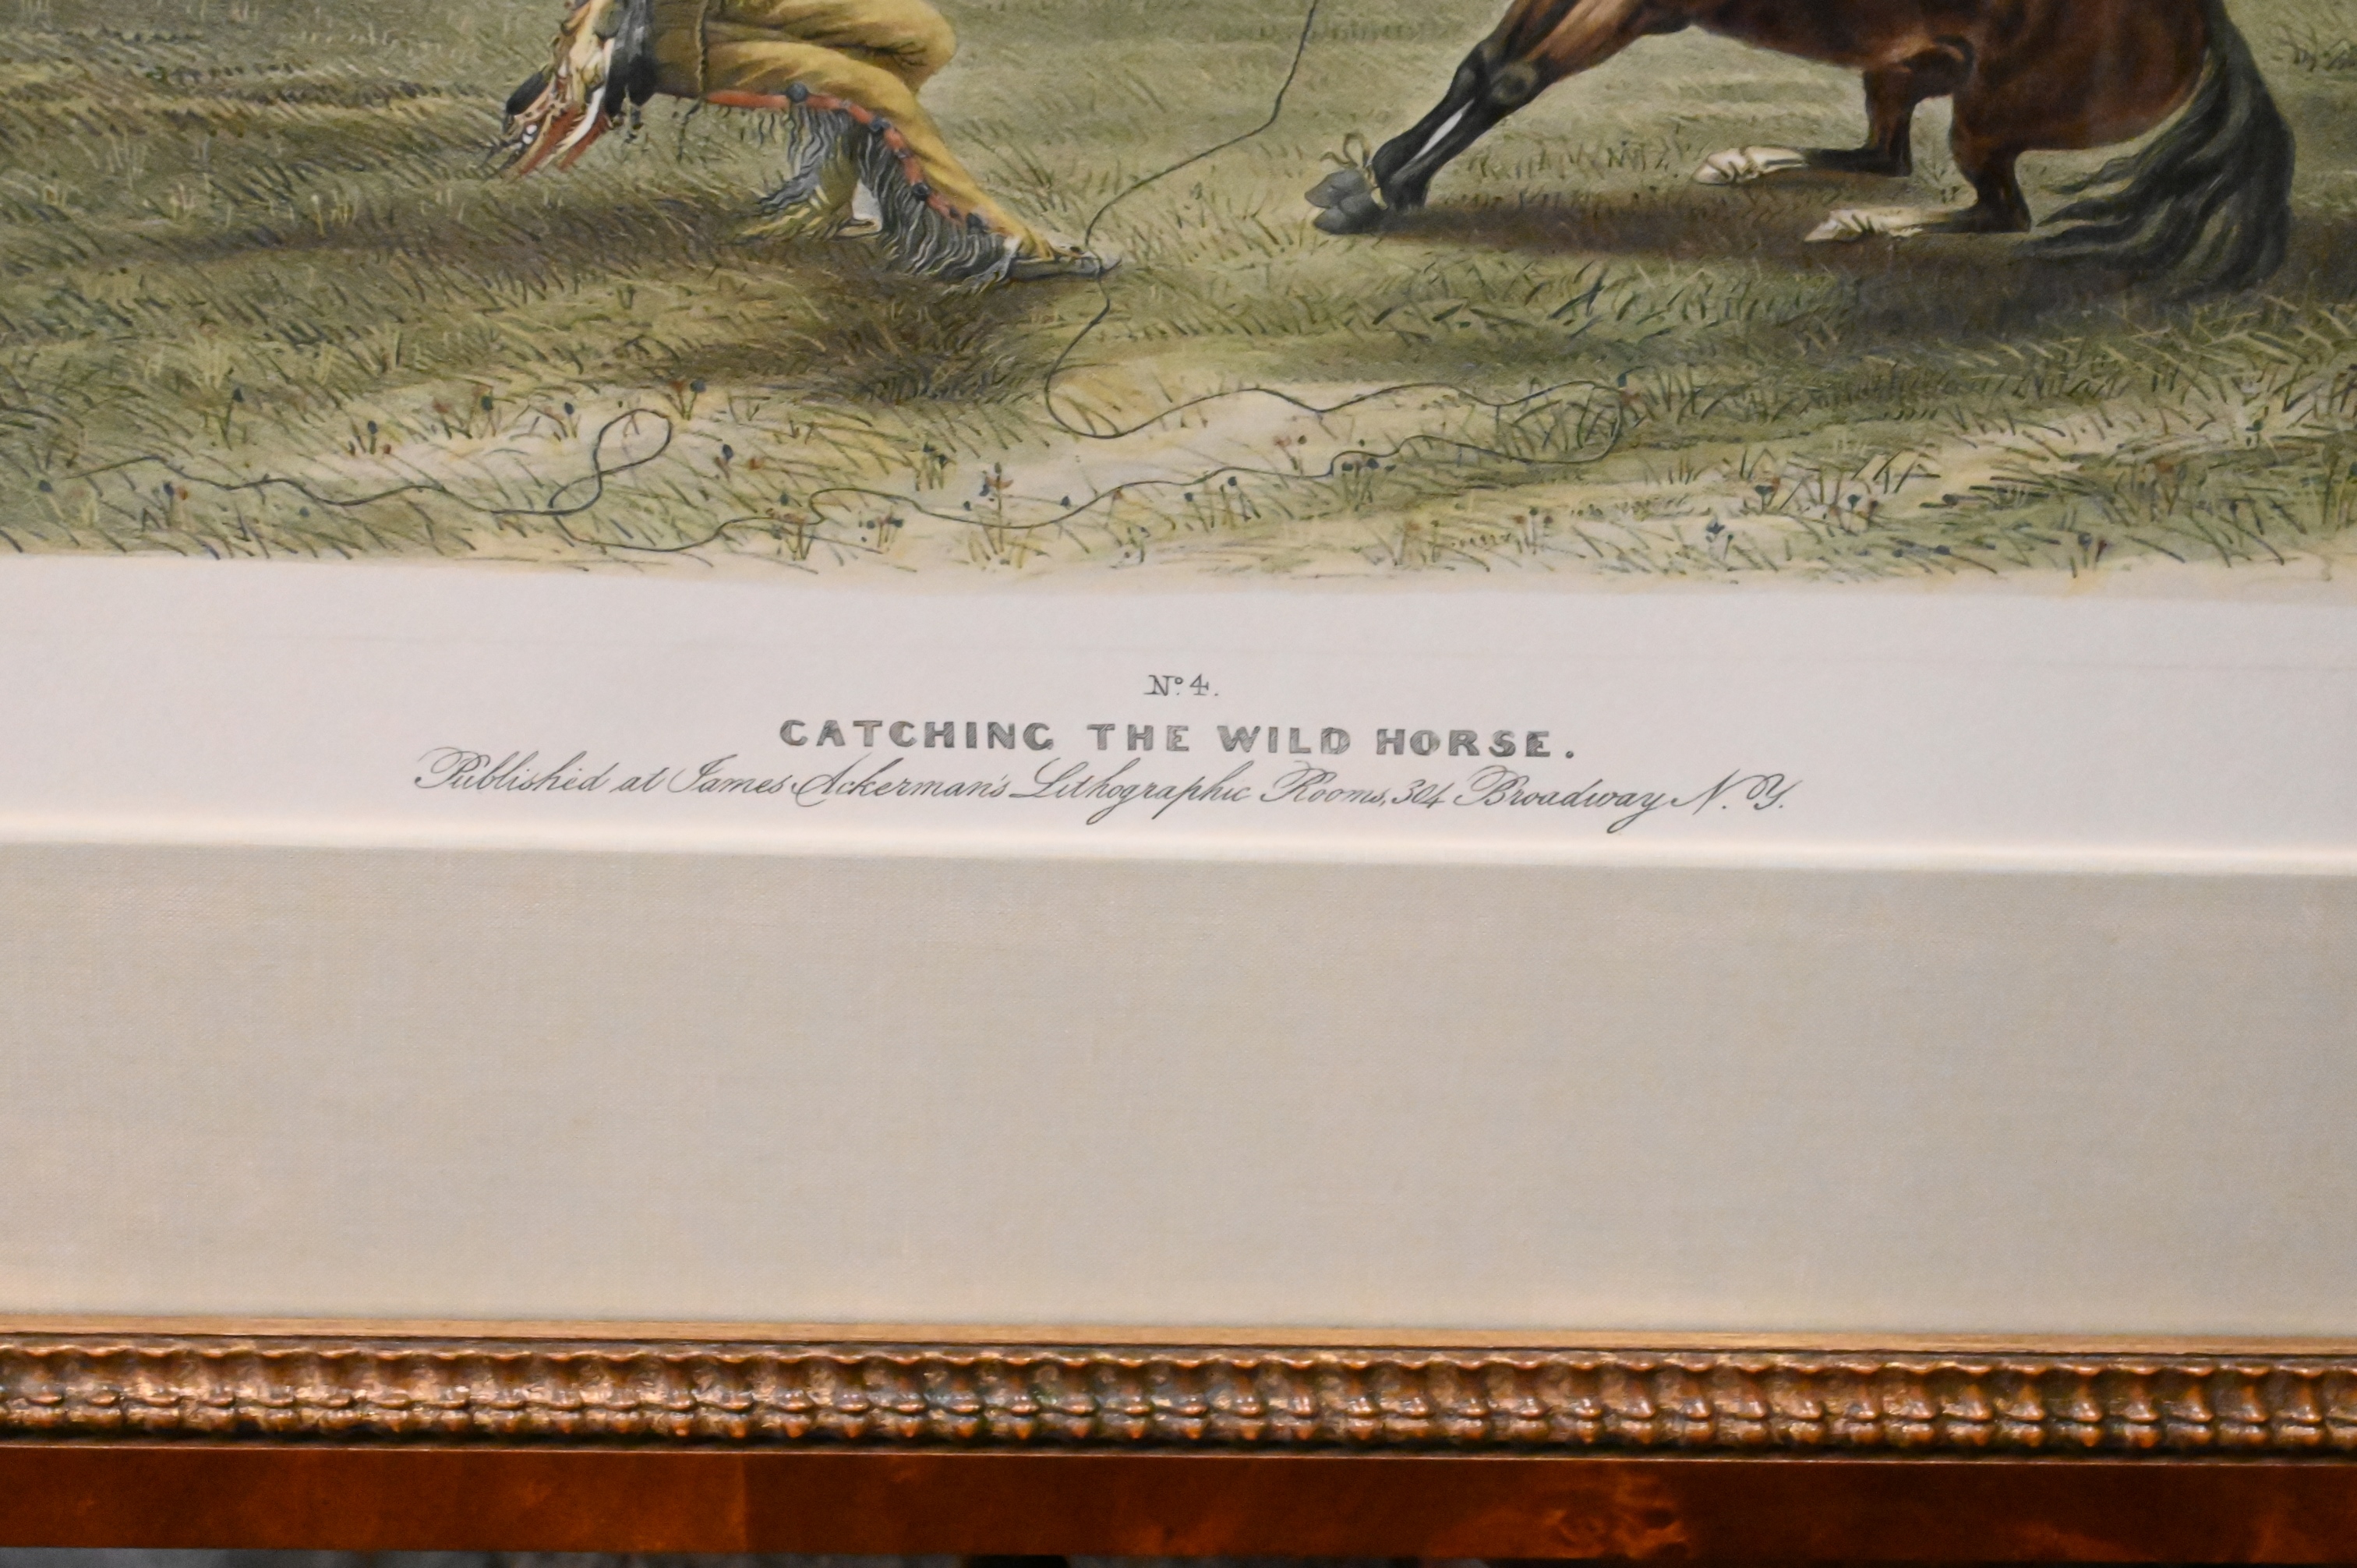 Nº 4.
CATCHING THE WILD HORSE.
Published at James Ackerman's Lithographic Rooms, 304 Broadway N. Y.